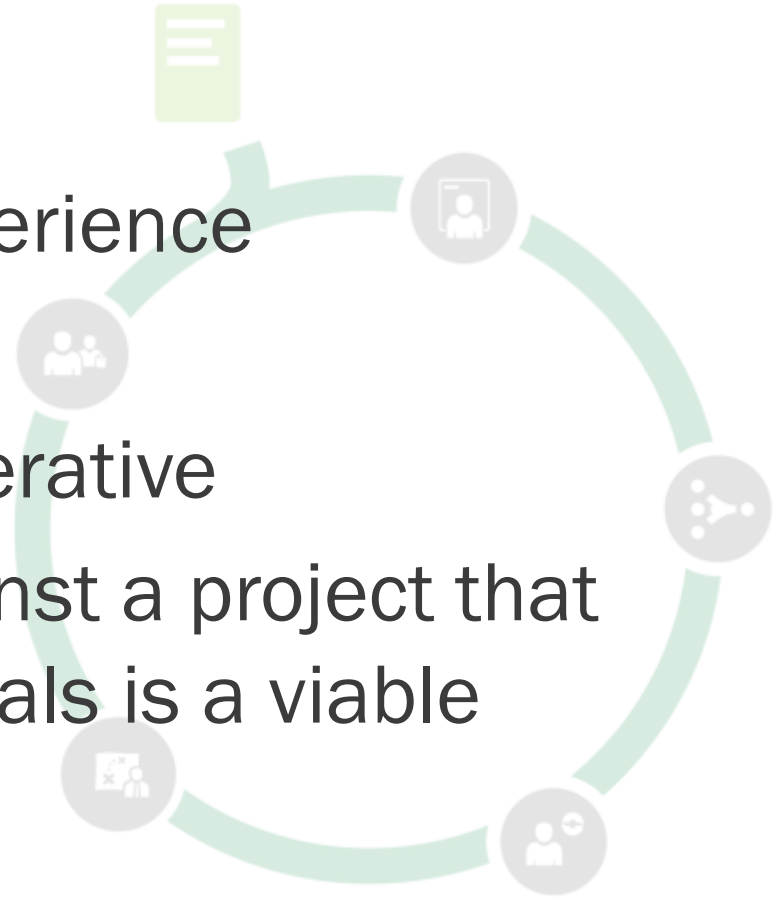 erience
erative
nst a project that
als is a viable